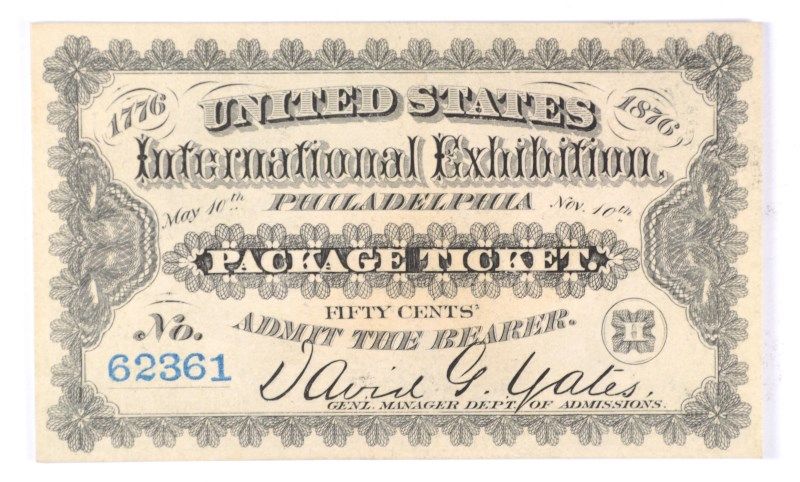 1776 UNITED STATES 1876
International Exhibition.
May 10th PHILADELPHIA Nov. 10th
PACKAGE TICKET.
FIFTY CENTS
ADMIT THE BEARER.
No.
62361
H
David G. Yates,
GENL. MANAGER DEPT. OF ADMISSIONS.